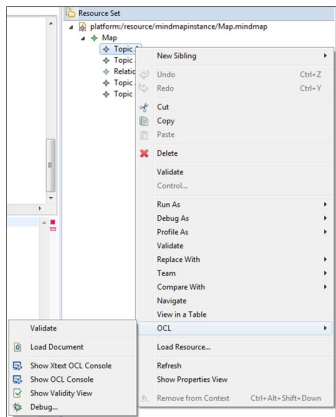 Resource Set
platform:/resource/mindmapinstance/Map.mindmap
Map
Topic
Topic
Relatio
Topic
Topic
New Sibling
Undo Ctrl+Z
Redo Ctrl+Y
Cut
Copy
Paste
Delete
Validate
Control...
Run As
Debug As
Profile As
Validate
Replace With
Team
Compare With
Navigate
View in a Table
OCL
Load Resource...
Refresh
Show Properties View
Remove from Context Ctrl+Alt+Shift+Down
Validate
Load Document
Show Xtext OCL Console
Show OCL Console
Show Validity View
Debug...